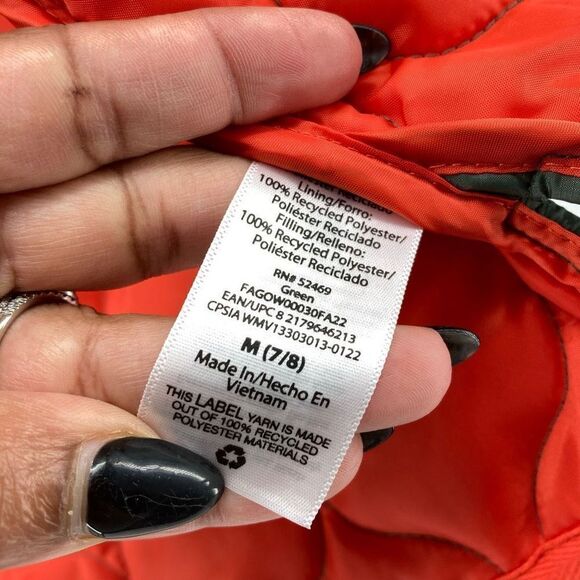 Poliéster Reciclado
Lining/Forro:
100% Recycled Polyester/
Poliéster Reciclado
Filling/Relleno:
100% Recycled Polyester/
Poliéster Reciclado
RN# 52469
Green
FAGOW00030FA22
EAN/UPC 8 2179646213
CPSIA WMV13303013-0122
M (7/8)
Made In/Hecho En
Vietnam
THIS LABEL YARN IS MADE
OUT OF 100% RECYCLED
POLYESTER MATERIALS